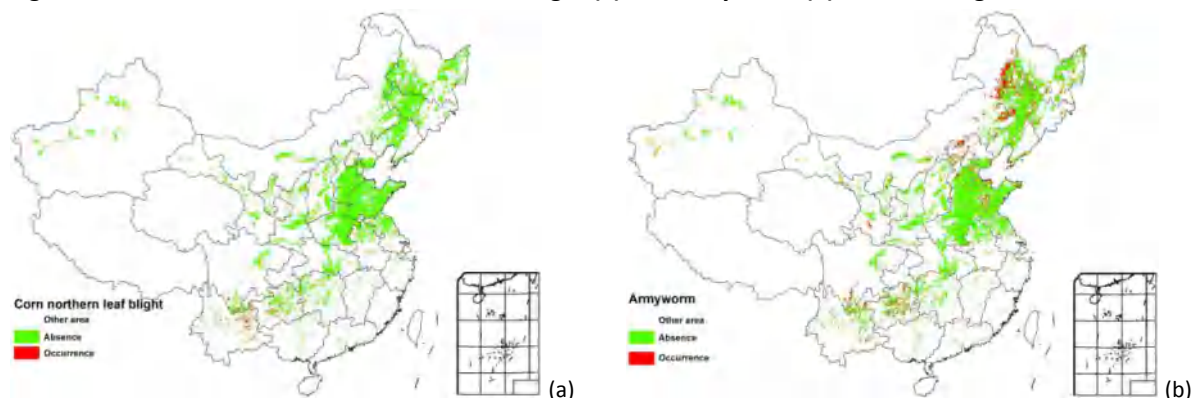 Corn northern leaf blight
Other area
Absence
Occurrence
(a)
Armyworm
Other area
Absence
Occurrence
(b)